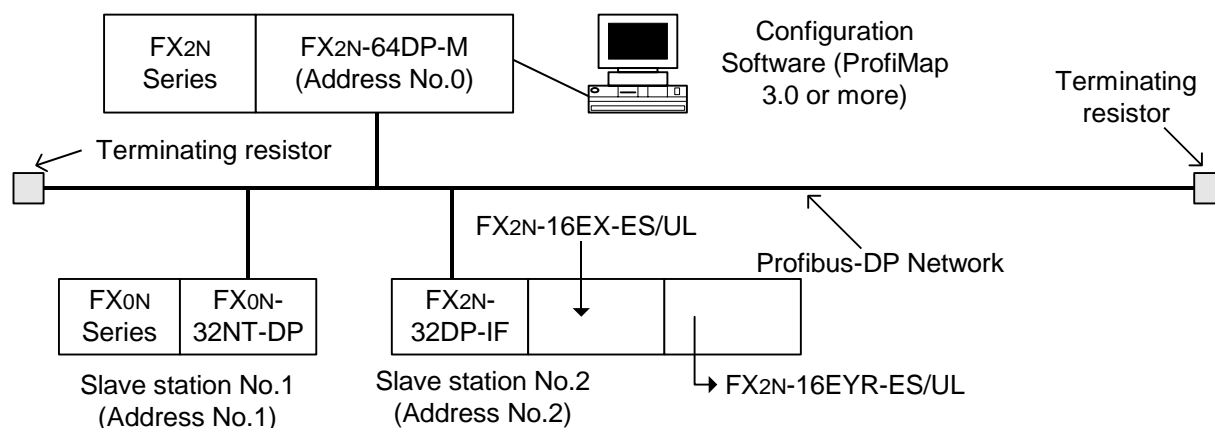 FX2N
Series
FX2N-64DP-M
(Address No.0)
Configuration
Software (ProfiMap
3.0 or more)
Terminating
resistor
Terminating resistor
FX2N-16EX-ES/UL
Profibus-DP Network
FX0N
Series
FX0N-
32NT-DP
FX2N-
32DP-IF
Slave station No.1
(Address No.1)
Slave station No.2
(Address No.2)
FX2N-16EYR-ES/UL